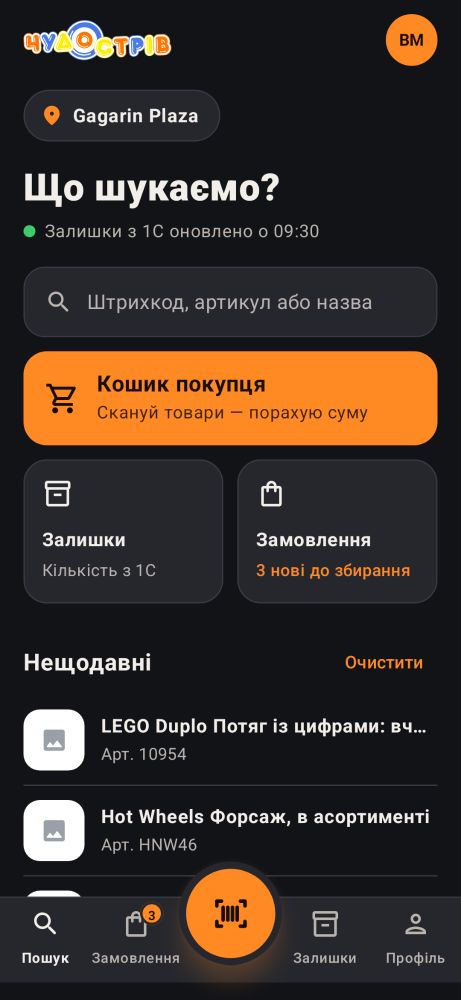 ЧУДОСТРІВ
ВМ
Gagarin Plaza
Що шукаємо?
Залишки з 1С оновлено о 09:30
Штрихкод, артикул або назва
Кошик покупця
Скануй товари — порахую суму
Залишки
Кількість з 1С
Замовлення
3 нові до збирання
Нещодавні
Очистити
LEGO Duplo Потяг із цифрами: вч...
Арт. 10954
Hot Wheels Форсаж, в асортименті
Арт. HNW46
3
Пошук
Замовлення
Залишки
Профіль